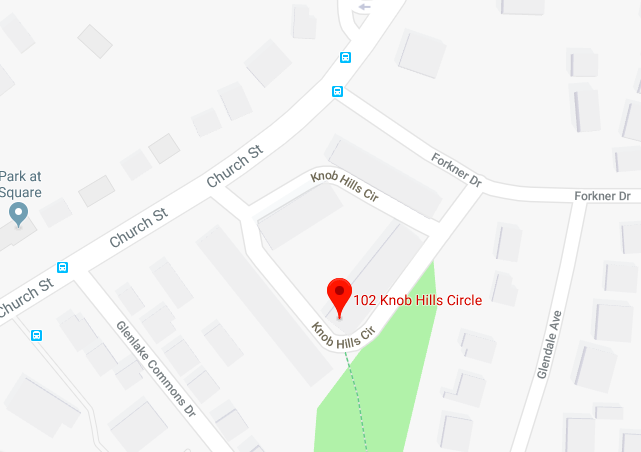 Forkner Dr
Church St
Knob Hills Cir
Park at
Square
Forkner Dr
Church St
Church St
102 Knob Hills Circle
Knob Hills Cir
Glenlake Commons Dr
Glendale Ave